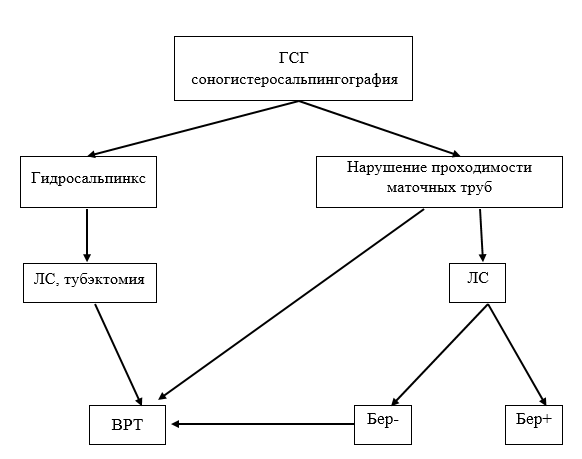 ГСГ
соногистеросальпингография
Гидросальпинкс
Нарушение проходимости
маточных труб
ЛС, тубэктомия
ЛС
ВРТ
Бер-
Бер+